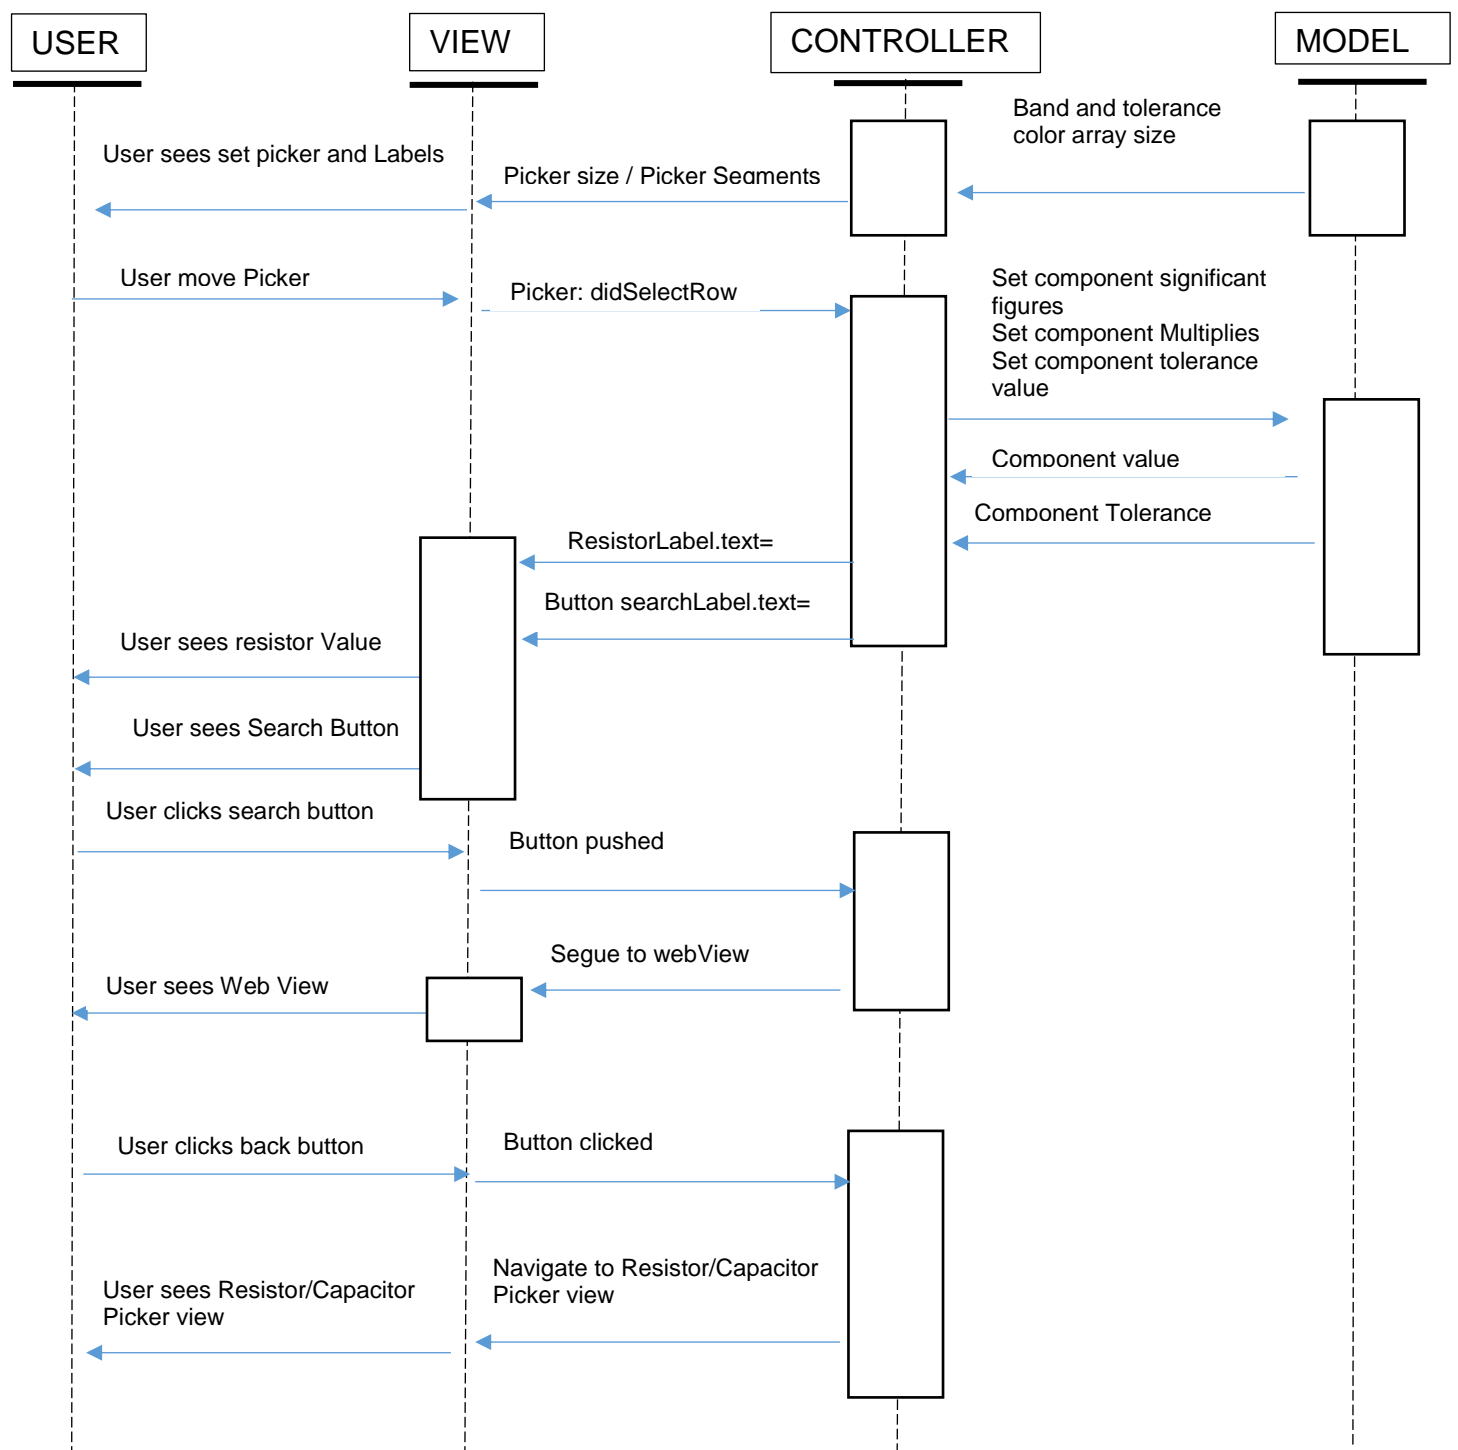 USER
VIEW
CONTROLLER
MODEL
Band and tolerance
color array size
User sees set picker and Labels
Picker size / Picker Segments
User move Picker
Picker: didSelectRow
Set component significant
figures
Set component Multiplies
Set component tolerance
value
Component value
Component Tolerance
ResistorLabel.text=
Button searchLabel.text=
User sees resistor Value
User sees Search Button
User clicks search button
Button pushed
Segue to webView
User sees Web View
User clicks back button
Button clicked
Navigate to Resistor/Capacitor
Picker view
User sees Resistor/Capacitor
Picker view